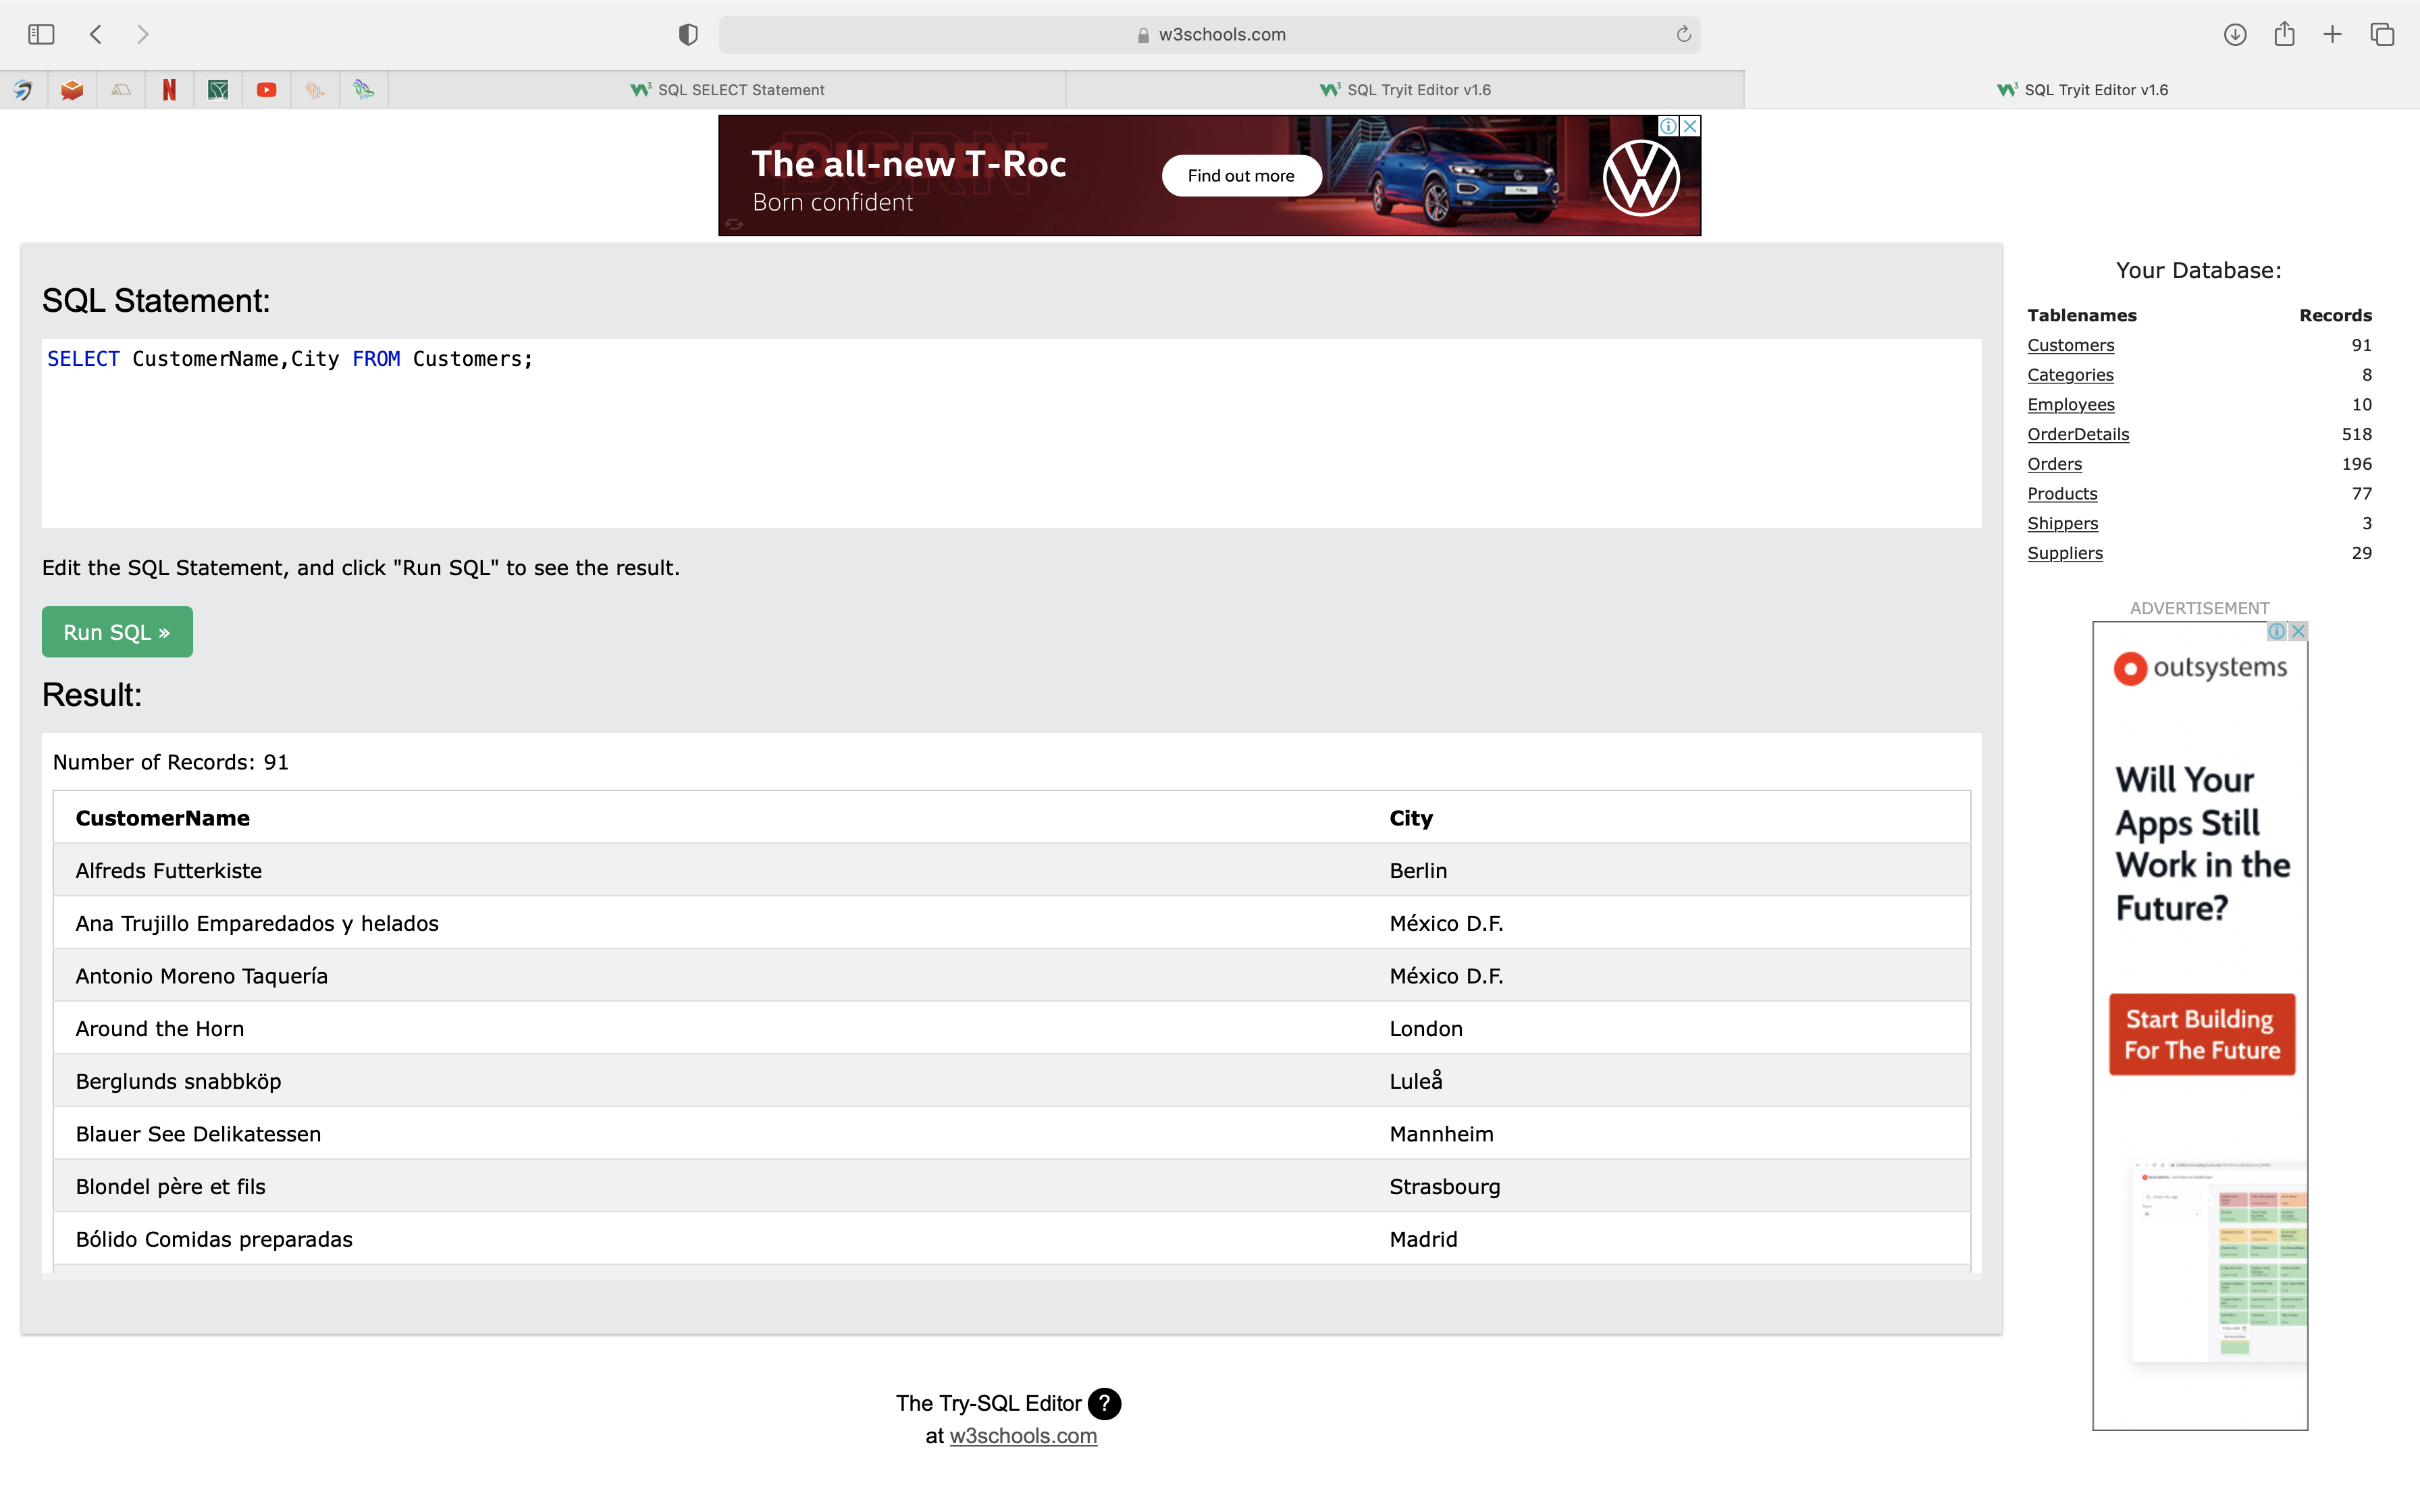 w3schools.com
SQL SELECT Statement
SQL Tryit Editor v1.6
SQL Tryit Editor v1.6
The all-new T-Roc
Born confident
Find out more
SQL Statement:
SELECT CustomerName,City FROM Customers;
Edit the SQL Statement, and click "Run SQL" to see the result.
Run SQL »
Result:
Number of Records: 91
CustomerName City
Alfreds Futterkiste Berlin
Ana Trujillo Emparedados y helados México D.F.
Antonio Moreno Taquería México D.F.
Around the Horn London
Berglunds snabbköp Luleå
Blauer See Delikatessen Mannheim
Blondel père et fils Strasbourg
Bólido Comidas preparadas Madrid
The Try-SQL Editor ?
at w3schools.com
Your Database:
Tablenames Records
Customers 91
Categories 8
Employees 10
OrderDetails 518
Orders 196
Products 77
Shippers 3
Suppliers 29
ADVERTISEMENT
outsystems
Will Your
Apps Still
Work in the
Future?
Start Building
For The Future